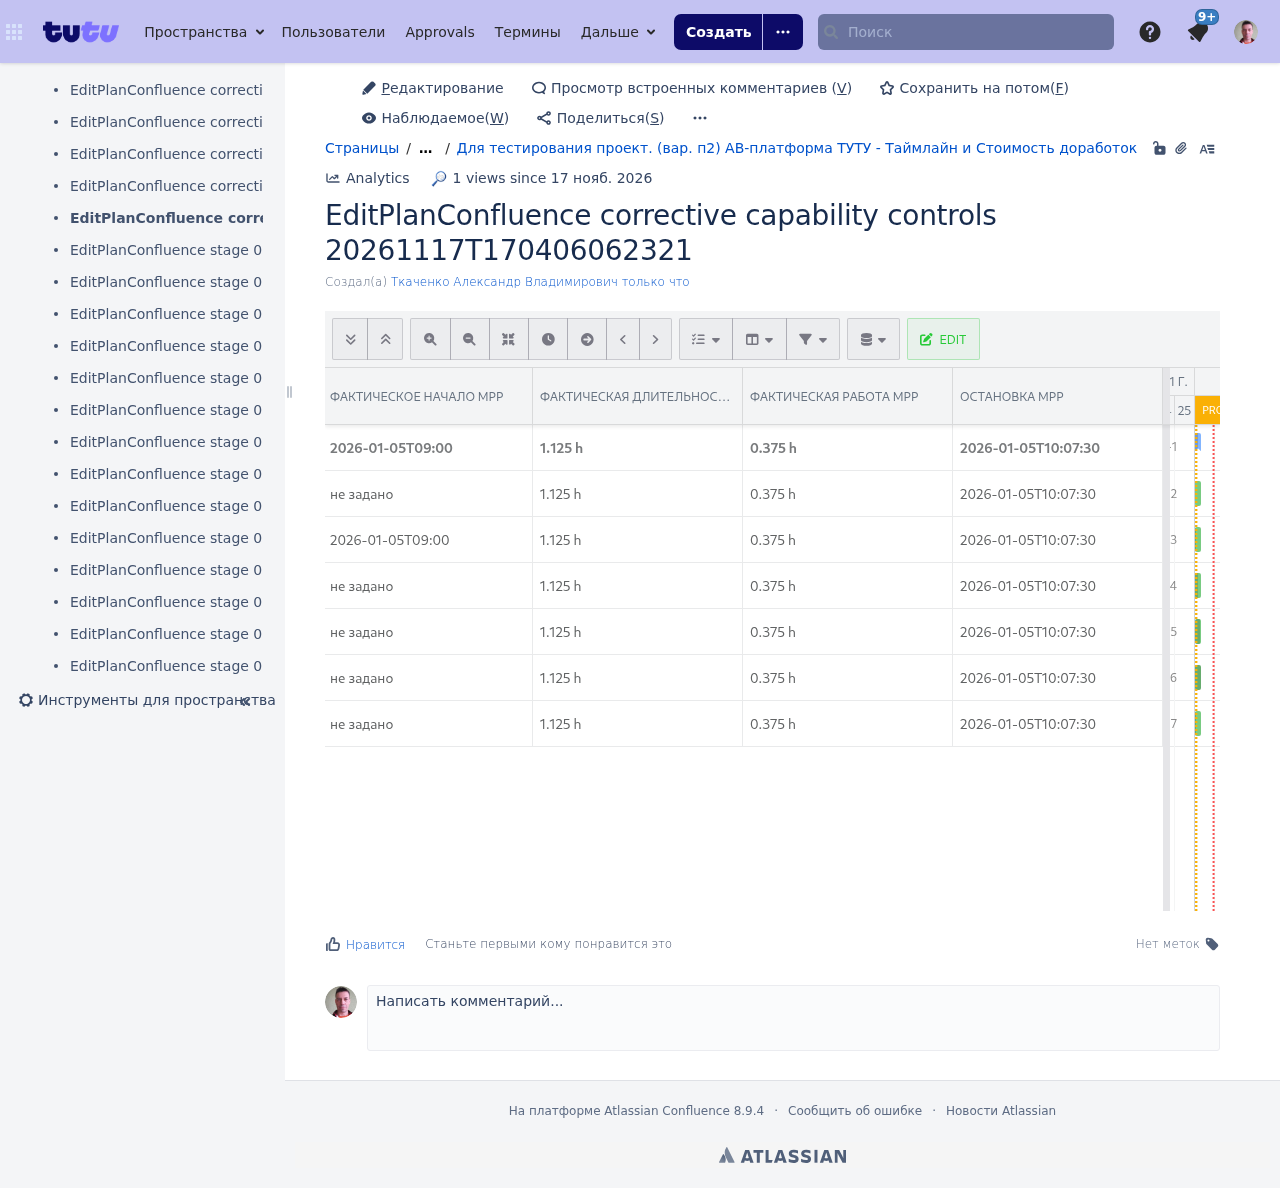 tutu Пространства Пользователи Approvals Термины Дальше Создать ... Поиск 9+
EditPlanConfluence correcti
EditPlanConfluence correcti
EditPlanConfluence correcti
EditPlanConfluence correcti
EditPlanConfluence corre
EditPlanConfluence stage 0
EditPlanConfluence stage 0
EditPlanConfluence stage 0
EditPlanConfluence stage 0
EditPlanConfluence stage 0
EditPlanConfluence stage 0
EditPlanConfluence stage 0
EditPlanConfluence stage 0
EditPlanConfluence stage 0
EditPlanConfluence stage 0
EditPlanConfluence stage 0
EditPlanConfluence stage 0
EditPlanConfluence stage 0
EditPlanConfluence stage 0
Инструменты для пространства
Редактирование Просмотр встроенных комментариев (V) Сохранить на потом(F)
Наблюдаемое(W) Поделиться(S) ...
Страницы / ... / Для тестирования проект. (вар. п2) АВ-платформа ТУТУ - Таймлайн и Стоимость доработок
Analytics 1 views since 17 нояб. 2026
EditPlanConfluence corrective capability controls
20261117T170406062321
Создал(а) Ткаченко Александр Владимирович только что
EDIT
ФАКТИЧЕСКОЕ НАЧАЛО MPP ФАКТИЧЕСКАЯ ДЛИТЕЛЬНОС... ФАКТИЧЕСКАЯ РАБОТА MPP ОСТАНОВКА MPP 1 Г.
25 PRO
2026-01-05T09:00 1.125 h 0.375 h 2026-01-05T10:07:30 1
не задано 1.125 h 0.375 h 2026-01-05T10:07:30 2
2026-01-05T09:00 1.125 h 0.375 h 2026-01-05T10:07:30 3
не задано 1.125 h 0.375 h 2026-01-05T10:07:30 4
не задано 1.125 h 0.375 h 2026-01-05T10:07:30 5
не задано 1.125 h 0.375 h 2026-01-05T10:07:30 6
не задано 1.125 h 0.375 h 2026-01-05T10:07:30 7
Нравится Станьте первыми кому понравится это Нет меток
Написать комментарий...
На платформе Atlassian Confluence 8.9.4 · Сообщить об ошибке · Новости Atlassian
ATLASSIAN